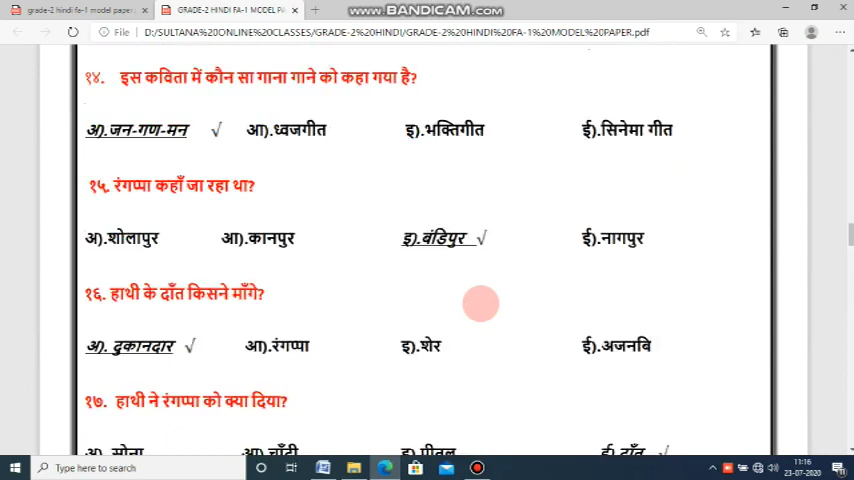 grade-2 hindi fa-1 model paper.
GRADE-2 HINDI FA-1 MODEL PA
www.BANDICAM.com
File
D:/SULTANA%20ONLINE%20CLASSES/GRADE-2%20HINDI/GRADE-2%20HINDI%20FA-1%20MODEL%20PAPER.pdf
१४. इस कविता में कौन सा गाना गाने को कहा गया है?
अ).जन-गण-मन √ आ).ध्वजगीत इ).भक्तिगीत ई).सिनेमा गीत
१५. रंगप्पा कहाँ जा रहा था?
अ).शोलापुर आ).कानपुर इ).बंडिपुर √ ई).नागपुर
१६. हाथी के दाँत किसने माँगे?
अ). दुकानदार √ आ).रंगप्पा इ).शेर ई).अजनबि
१७. हाथी ने रंगप्पा को क्या दिया?
अ). सोना आ).चाँदी इ).पीतल ई).दाँत √
Type here to search
11:16
23-07-2020